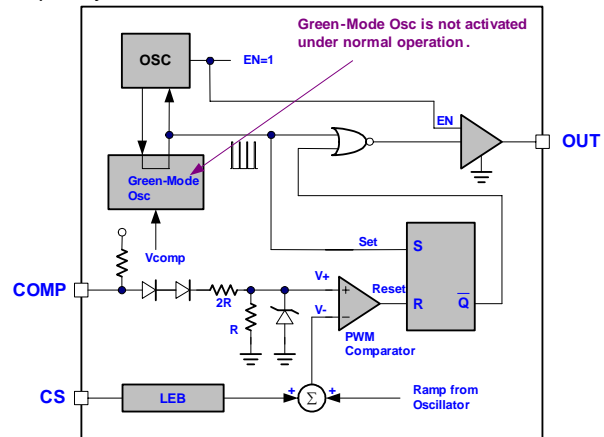 Green-Mode Osc is not activated
under normal operation.
OSC
EN=1
EN
OUT
Green-Mode
Osc
Vcomp
Set
S
COMP
2R
R
V+
V-
+
-
Reset
R
Q
PWM
Comparator
CS
LEB
+
Σ
+
Ramp from
Oscillator